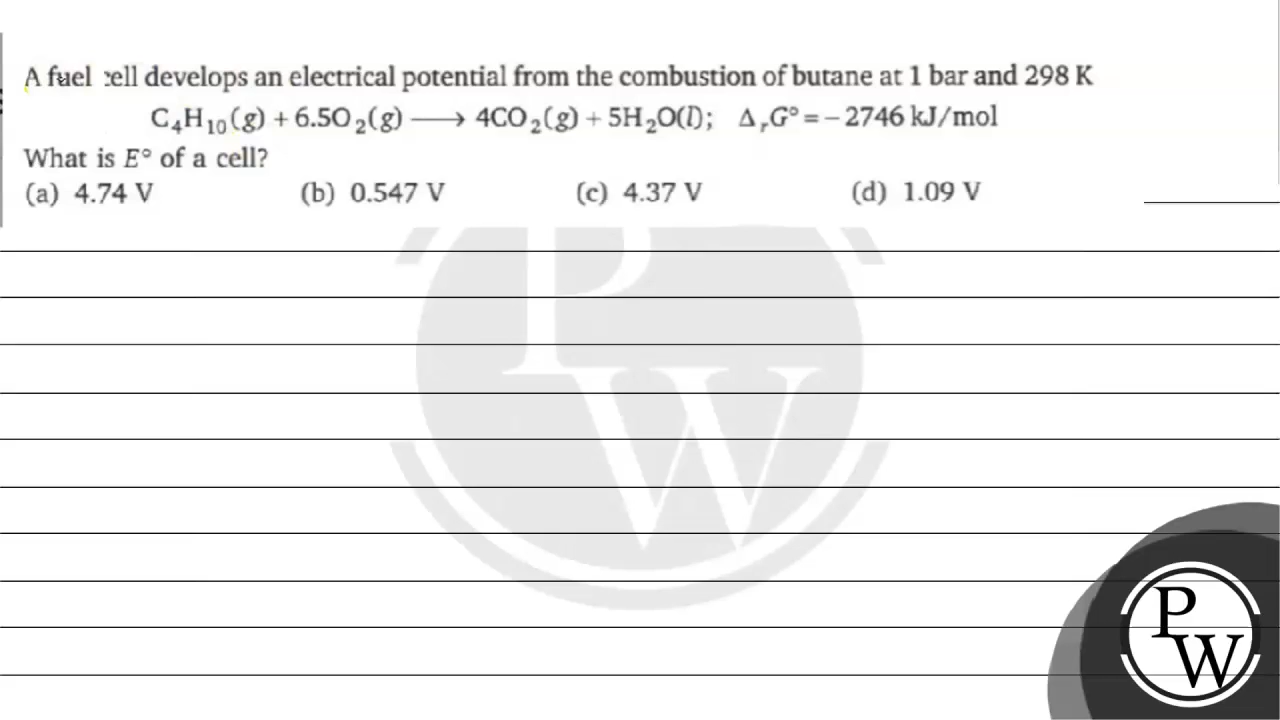 A fuel cell develops an electrical potential from the combustion of butane at 1 bar and 298 K
C₄H₁₀(g) + 6.5O₂(g) ⟶ 4CO₂(g) + 5H₂O(l); ΔᵣG° = – 2746 kJ/mol
What is E° of a cell?
(a) 4.74 V (b) 0.547 V (c) 4.37 V (d) 1.09 V
P
W
P
W